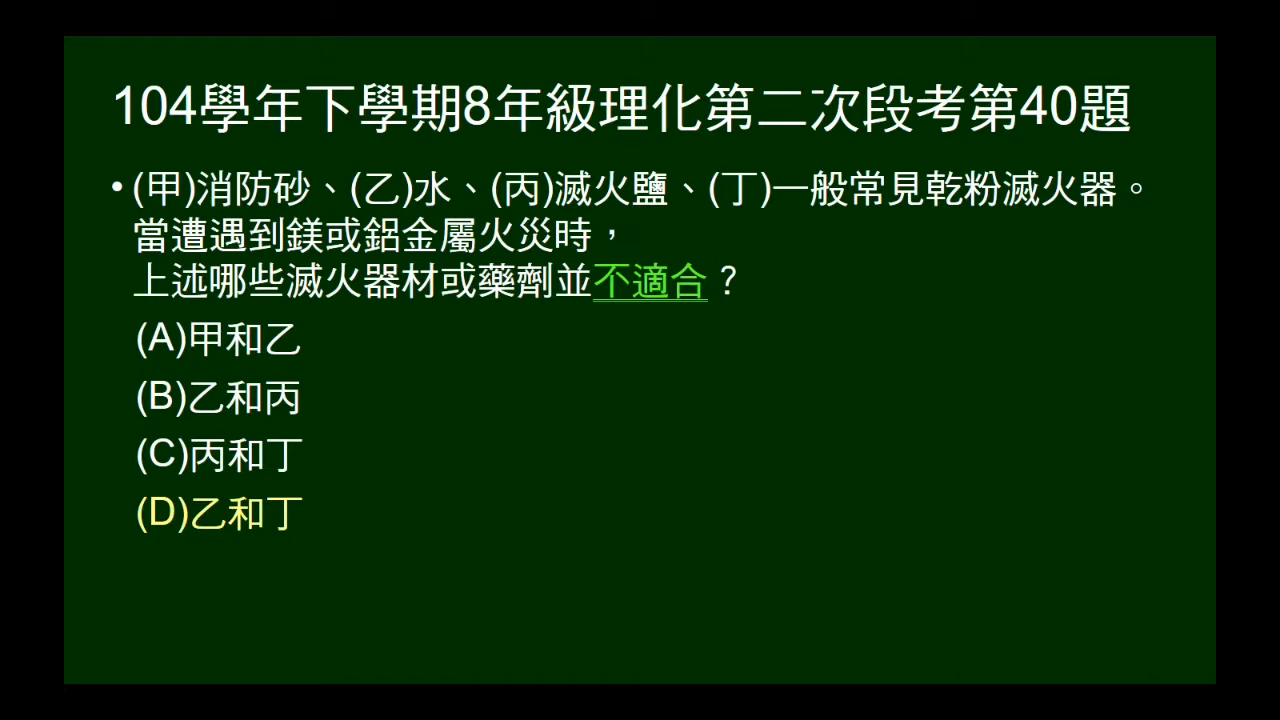 104學年下學期8年級理化第二次段考第40題
•(甲)消防砂、(乙)水、(丙)滅火鹽、(丁)一般常見乾粉滅火器。
當遭遇到鎂或鋁金屬火災時，
上述哪些滅火器材或藥劑並不適合？
(A)甲和乙
(B)乙和丙
(C)丙和丁
(D)乙和丁